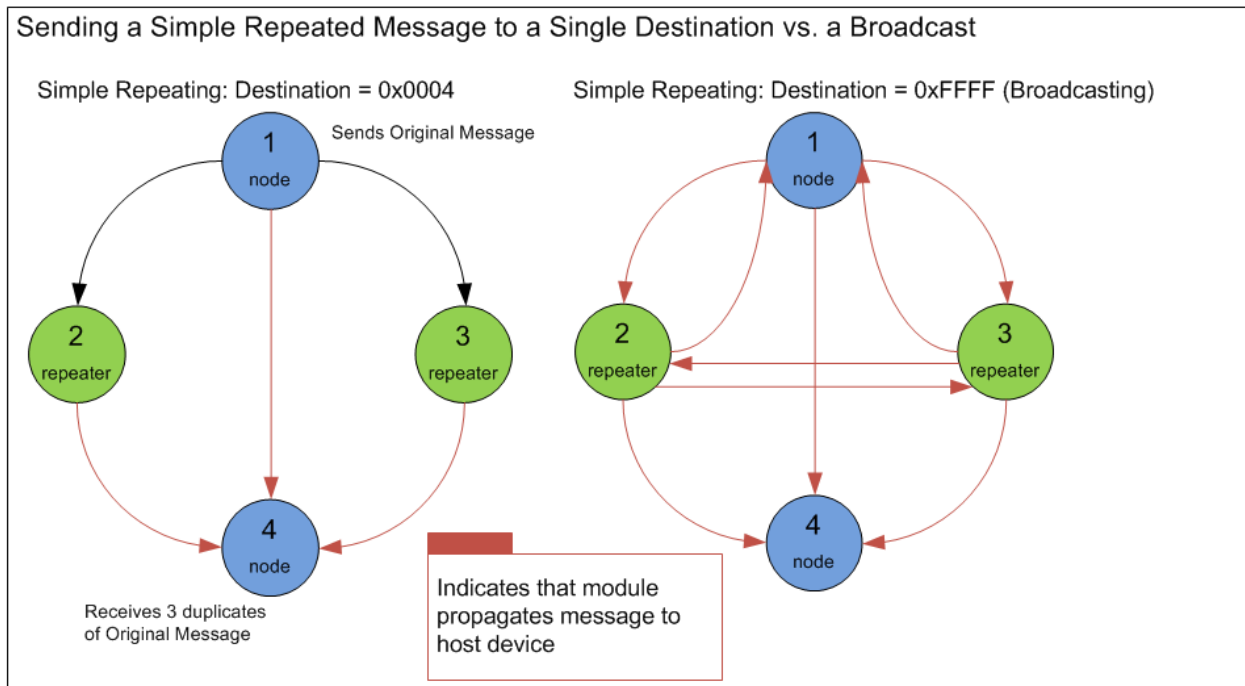 Sending a Simple Repeated Message to a Single Destination vs. a Broadcast
Simple Repeating: Destination = 0x0004
1
node
Sends Original Message
2
repeater
3
repeater
4
node
Receives 3 duplicates
of Original Message
Indicates that module
propagates message to
host device
Simple Repeating: Destination = 0xFFFF (Broadcasting)
1
node
2
repeater
3
repeater
4
node